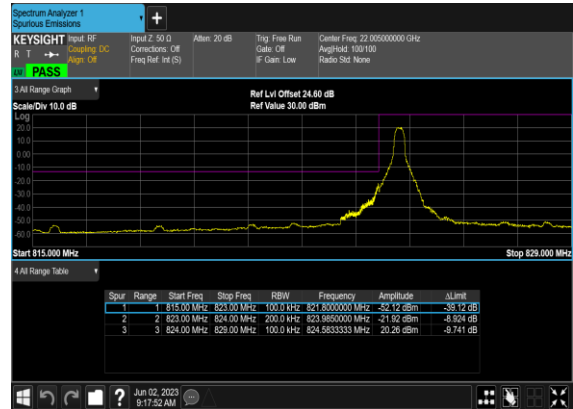 Spectrum Analyzer 1
Spurious Emissions
KEYSIGHT Input: RF Input Z: 50 Ω Atten: 20 dB Trig: Free Run Center Freq: 22.005000000 GHz
R T Coupling: DC Corrections: Off Gate: Off Avg|Hold: 100/100
Align: Off Freq Ref: Int (S) IF Gain: Low Radio Std: None
PASS
3 All Range Graph
Ref Lvl Offset 24.60 dB
Scale/Div 10.0 dB Ref Value 30.00 dBm
Log
20.0
10.0
0.00
-10.0
-20.0
-30.0
-40.0
-50.0
-60.0
Start 815.000 MHz Stop 829.000 MHz
4 All Range Table
Spur Range Start Freq Stop Freq RBW Frequency Amplitude ΔLimit
1 1 815.00 MHz 823.00 MHz 100.0 kHz 821.8000000 MHz -52.12 dBm -39.12 dB
2 2 823.00 MHz 824.00 MHz 200.0 kHz 823.9850000 MHz -21.92 dBm -8.924 dB
3 3 824.00 MHz 829.00 MHz 100.0 kHz 824.5833333 MHz 20.26 dBm -9.741 dB
Jun 02, 2023
9:17:52 AM